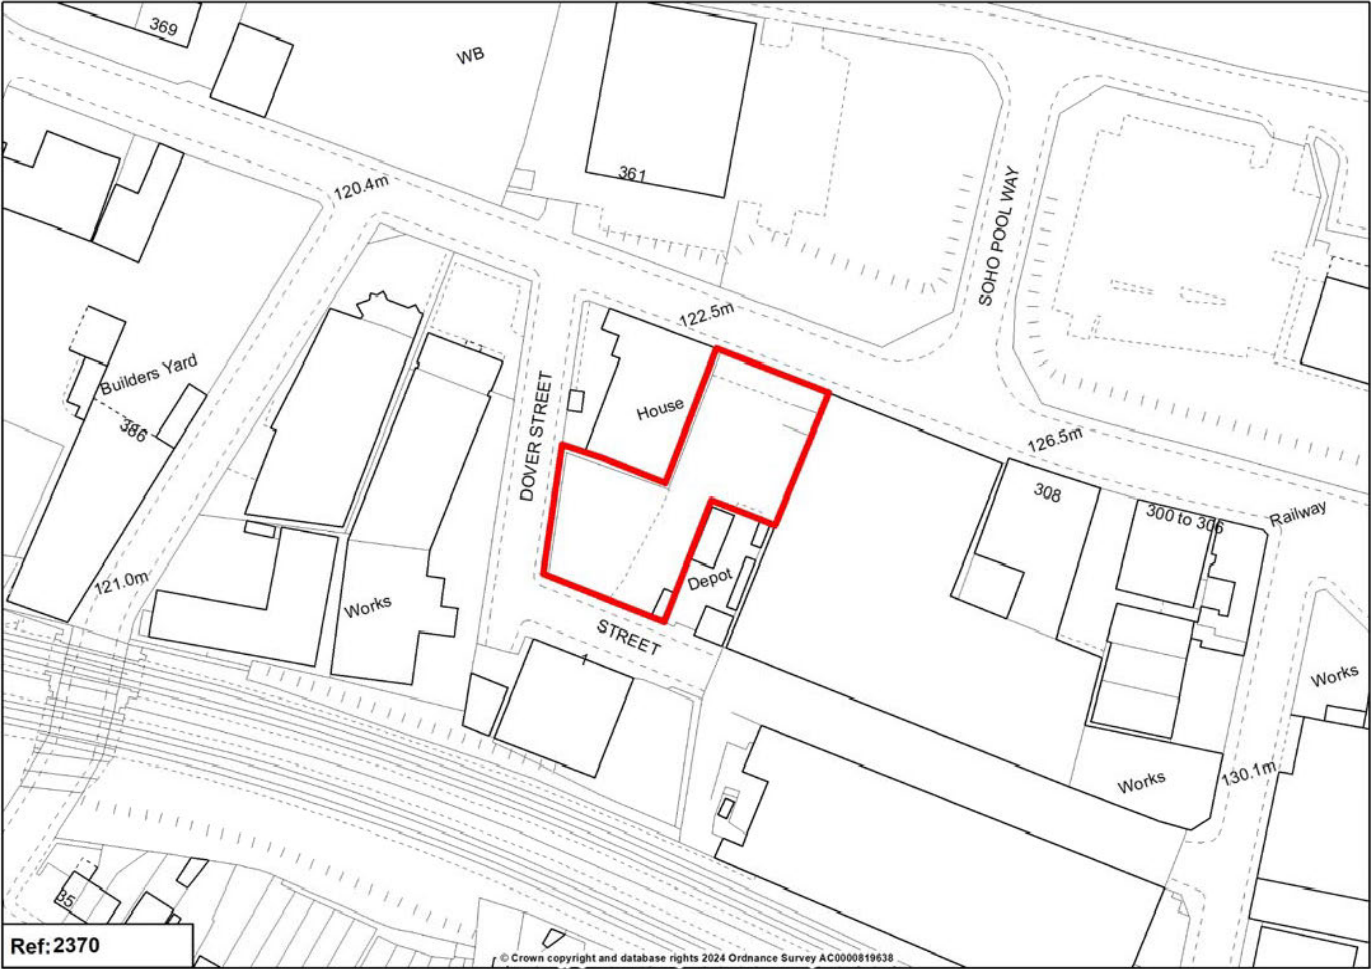 369
WB
361
120.4m
SOHO POOL WAY
122.5m
Builders Yard
386
House
DOVER STREET
126.5m
308
300 to 306
Railway
121.0m
Works
Depot
STREET
1
Works
Works
130.1m
35
Ref: 2370
© Crown copyright and database rights 2024 Ordnance Survey AC0000819638